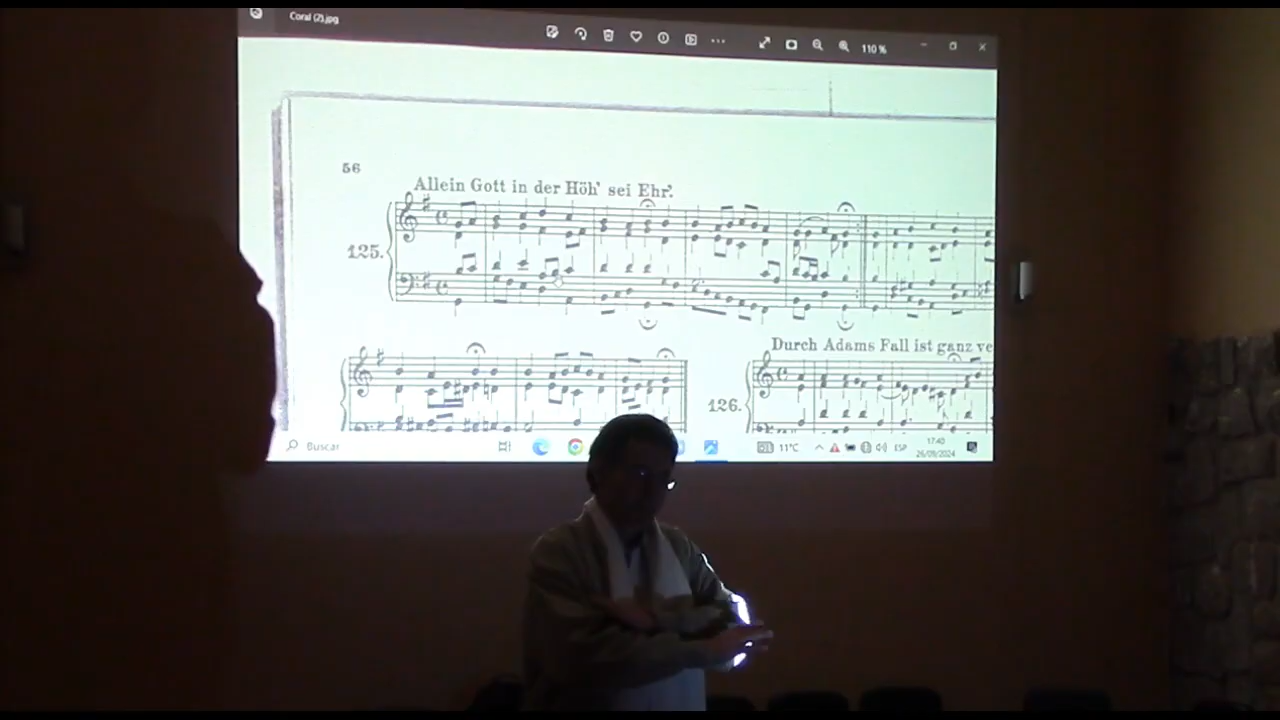 Coral (2).jpg
110 %
56
Allein Gott in der Höh' sei Ehr'.
125.
Durch Adams Fall ist ganz ve
126.
Buscar
11°C
ESP
17:40
26/09/2024